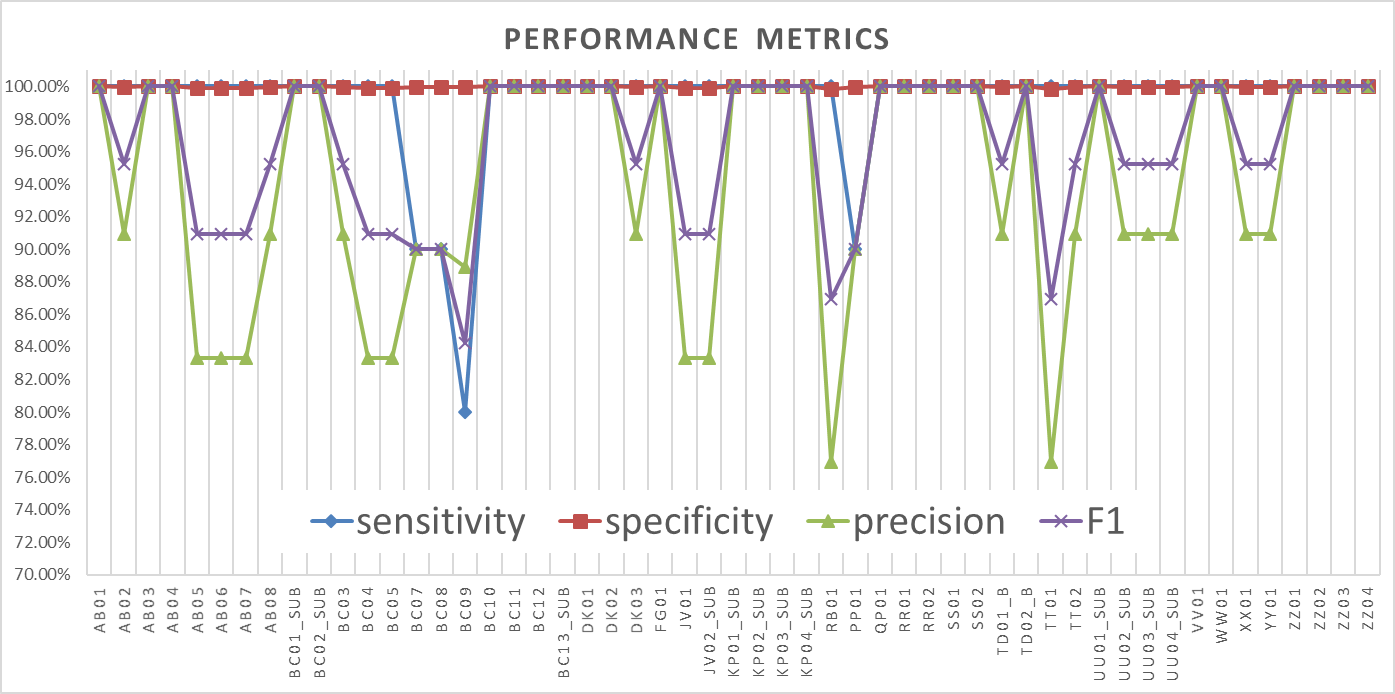 PERFORMANCE METRICS
100.00%
98.00%
96.00%
94.00%
92.00%
90.00%
88.00%
86.00%
84.00%
82.00%
80.00%
78.00%
76.00%
74.00%
72.00%
70.00%
sensitivity specificity precision F1
AB01
AB02
AB03
AB04
AB05
AB06
AB07
AB08
BC01_SUB
BC02_SUB
BC03
BC04
BC05
BC07
BC08
BC09
BC10
BC11
BC12
BC13_SUB
DK01
DK02
DK03
FG01
JV01
JV02_SUB
KP01_SUB
KP02_SUB
KP03_SUB
KP04_SUB
RB01
PP01
QP01
RR01
RR02
SS01
SS02
TD01_B
TD02_B
TT01
TT02
UU01_SUB
UU02_SUB
UU03_SUB
UU04_SUB
VV01
WW01
XX01
YY01
ZZ01
ZZ02
ZZ03
ZZ04